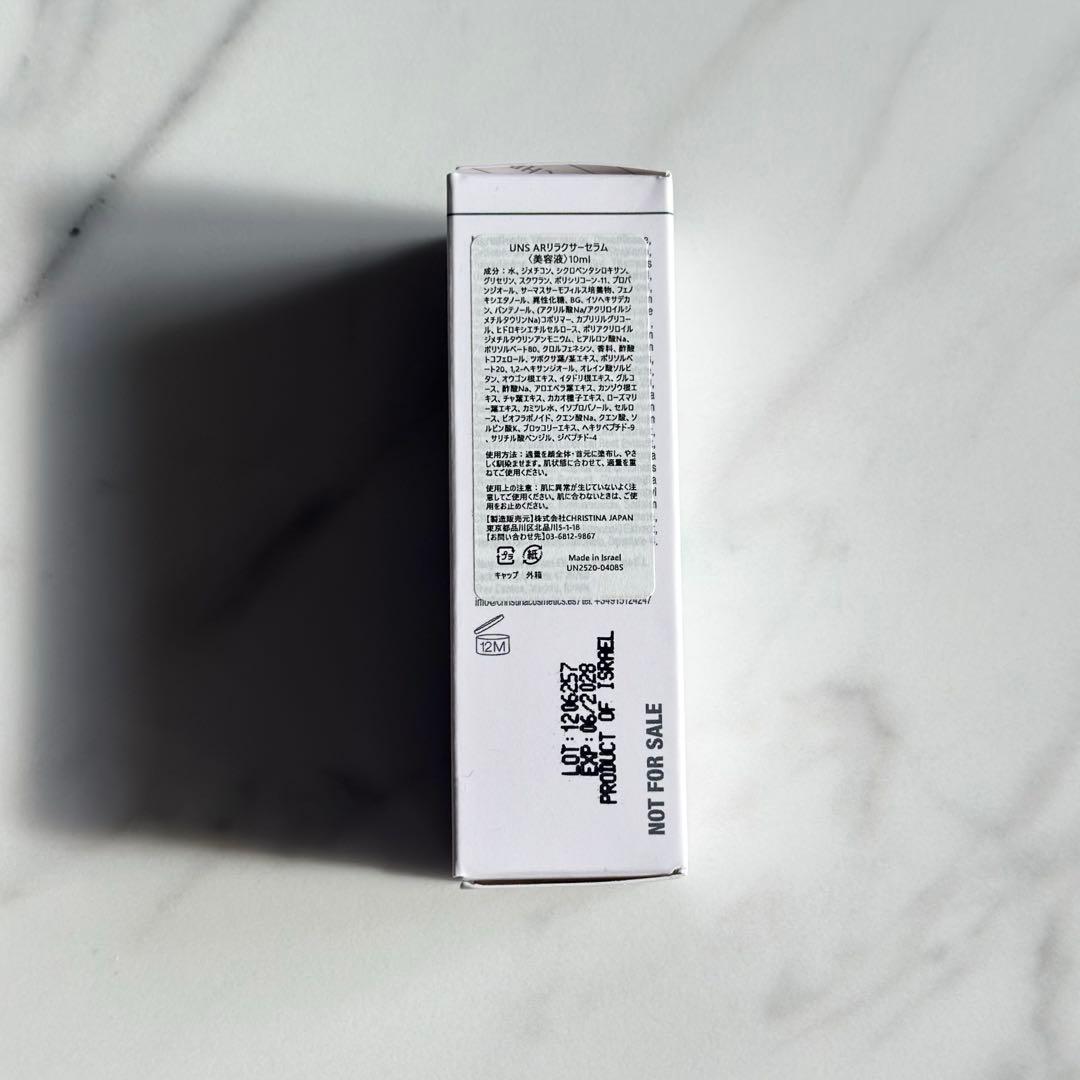 UNS ARリラクサーセラム
〈美容液〉10ml
成分：水、ジメチコン、シクロペンタシロキサン、
グリセリン、スクワラン、ポリシリコーン-11、プロパ
ンジオール、サーマスサーモフィルス培養物、フェノ
キシエタノール、異性化糖、BG、イソヘキサデカ
ン、パンテノール、(アクリル酸Na/アクリロイルジ
メチルタウリンNa)コポリマー、カプリリルグリコー
ル、ヒドロキシエチルセルロース、ポリアクリロイル
ジメチルタウリンアンモニウム、ヒアルロン酸Na、
ポリソルベート80、クロルフェネシン、香料、酢酸
トコフェロール、ツボクサ葉/茎エキス、ポリソルベ
ート20、1,2-ヘキサンジオール、オレイン酸ソルビ
タン、オウゴン根エキス、イタドリ根エキス、グルコ
ース、酢酸Na、アロエベラ葉エキス、カンゾウ根エ
キス、チャ葉エキス、カカオ種子エキス、ローズマリ
ー葉エキス、カミツレ水、イソプロパノール、セルロ
ース、ビオフラボノイド、クエン酸Na、クエン酸、ソ
ルビン酸K、ブロッコリーエキス、ヘキサペプチド-9
、サリチル酸ベンジル、ジペプチド-4
使用方法：適量を顔全体・首元に塗布し、やさ
しく馴染ませます。肌状態に合わせて、適量を重
ねてご使用ください。
使用上の注意：肌に異常が生じていないよく注
意してご使用ください。肌に合わないときは、ご使
用をお止めください。
【製造販売元】株式会社CHRISTINA JAPAN
東京都品川区北品川5-1-18
【お問い合わせ先】03-6812-9867
プラ 紙
キャップ 外箱
Made in Israel
UN2520-0408S
info@christinacosmetics.es / tel. +34915124247
12M
LOT: 1206257
EXP: 06/2028
PRODUCT OF ISRAEL
NOT FOR SALE